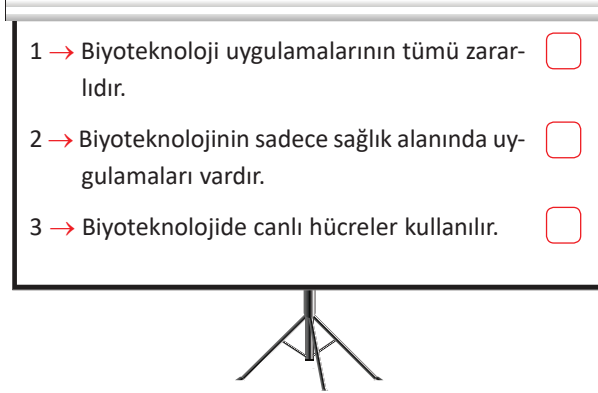 1 → Biyoteknoloji uygulamalarının tümü zarar-
lıdır.
2 → Biyoteknolojinin sadece sağlık alanında uy-
gulamaları vardır.
3 → Biyoteknolojide canlı hücreler kullanılır.